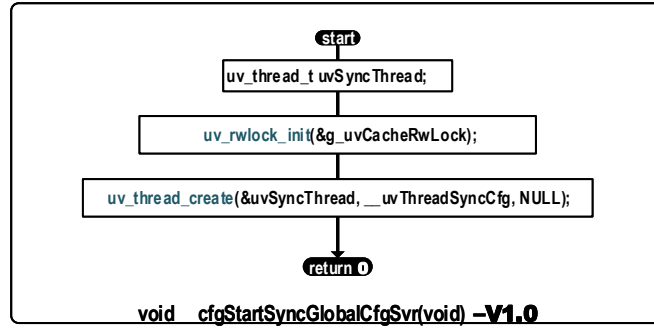 start
uv_thread_t uvSyncThread;
uv_rwlock_init(&g_uvCacheRwLock);
uv_thread_create(&uvSyncThread, __uvThreadSyncCfg, NULL);
return 0
void cfgStartSyncGlobalCfgSvr(void) –V1.0